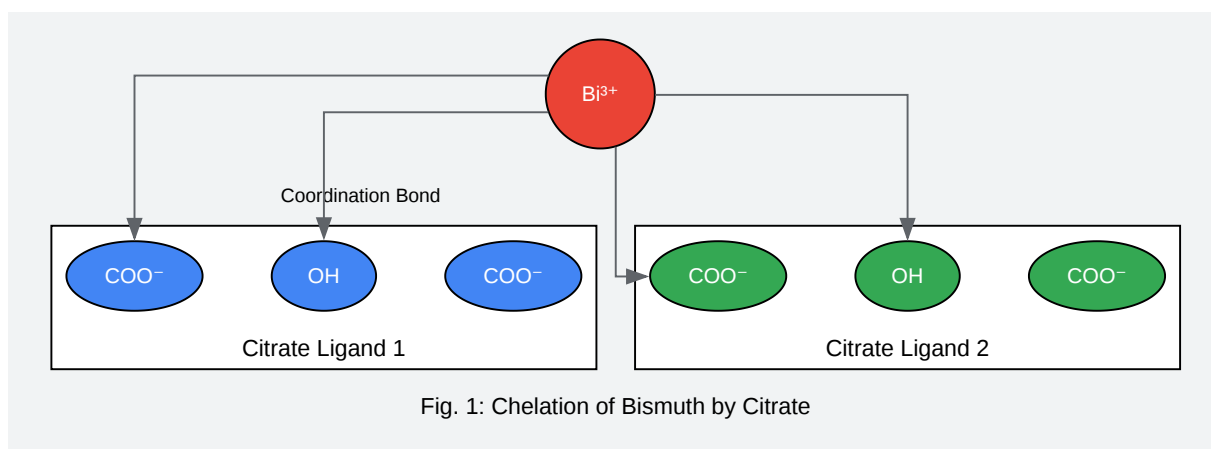 Bi³⁺
Coordination Bond
COO⁻ OH COO⁻
Citrate Ligand 1
COO⁻ OH COO⁻
Citrate Ligand 2
Fig. 1: Chelation of Bismuth by Citrate